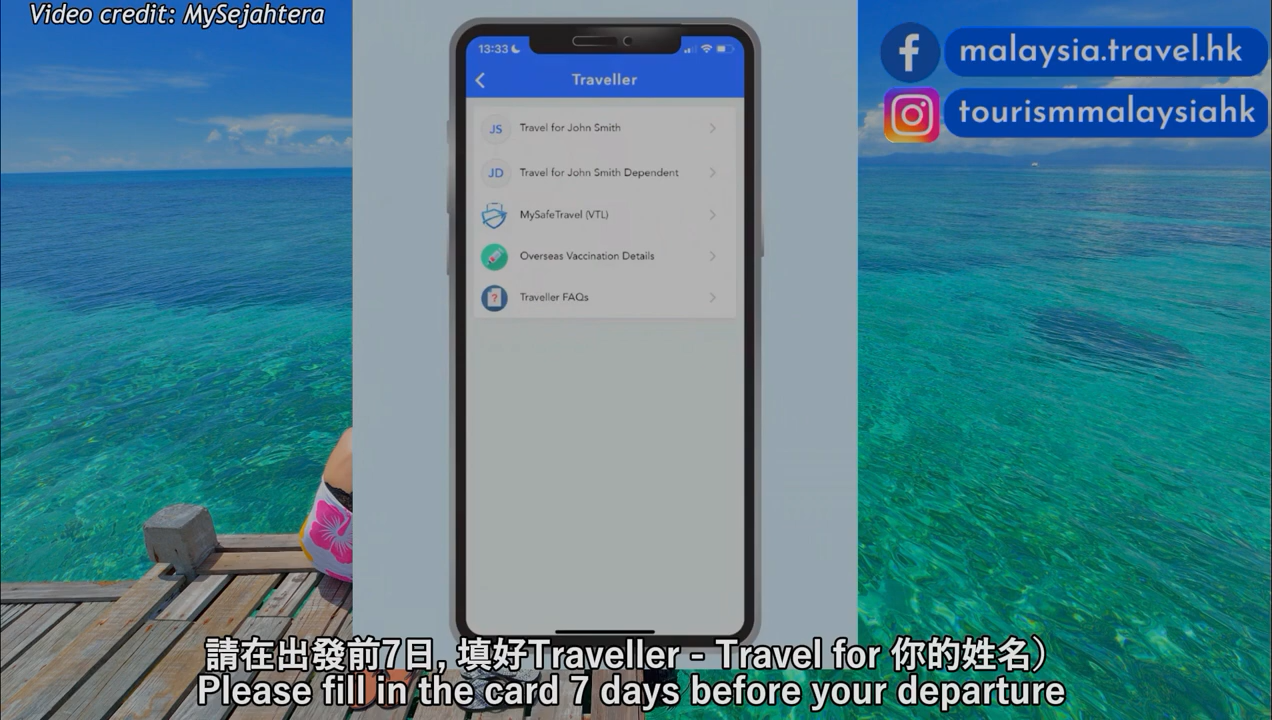 Video credit: MySejahtera
malaysia.travel.hk
tourismmalaysiahk
13:33
Traveller
JS Travel for John Smith
JD Travel for John Smith Dependent
MySafeTravel (VTL)
Overseas Vaccination Details
? Traveller FAQs
請在出發前7日, 填好Traveller - Travel for 你的姓名）
Please fill in the card 7 days before your departure